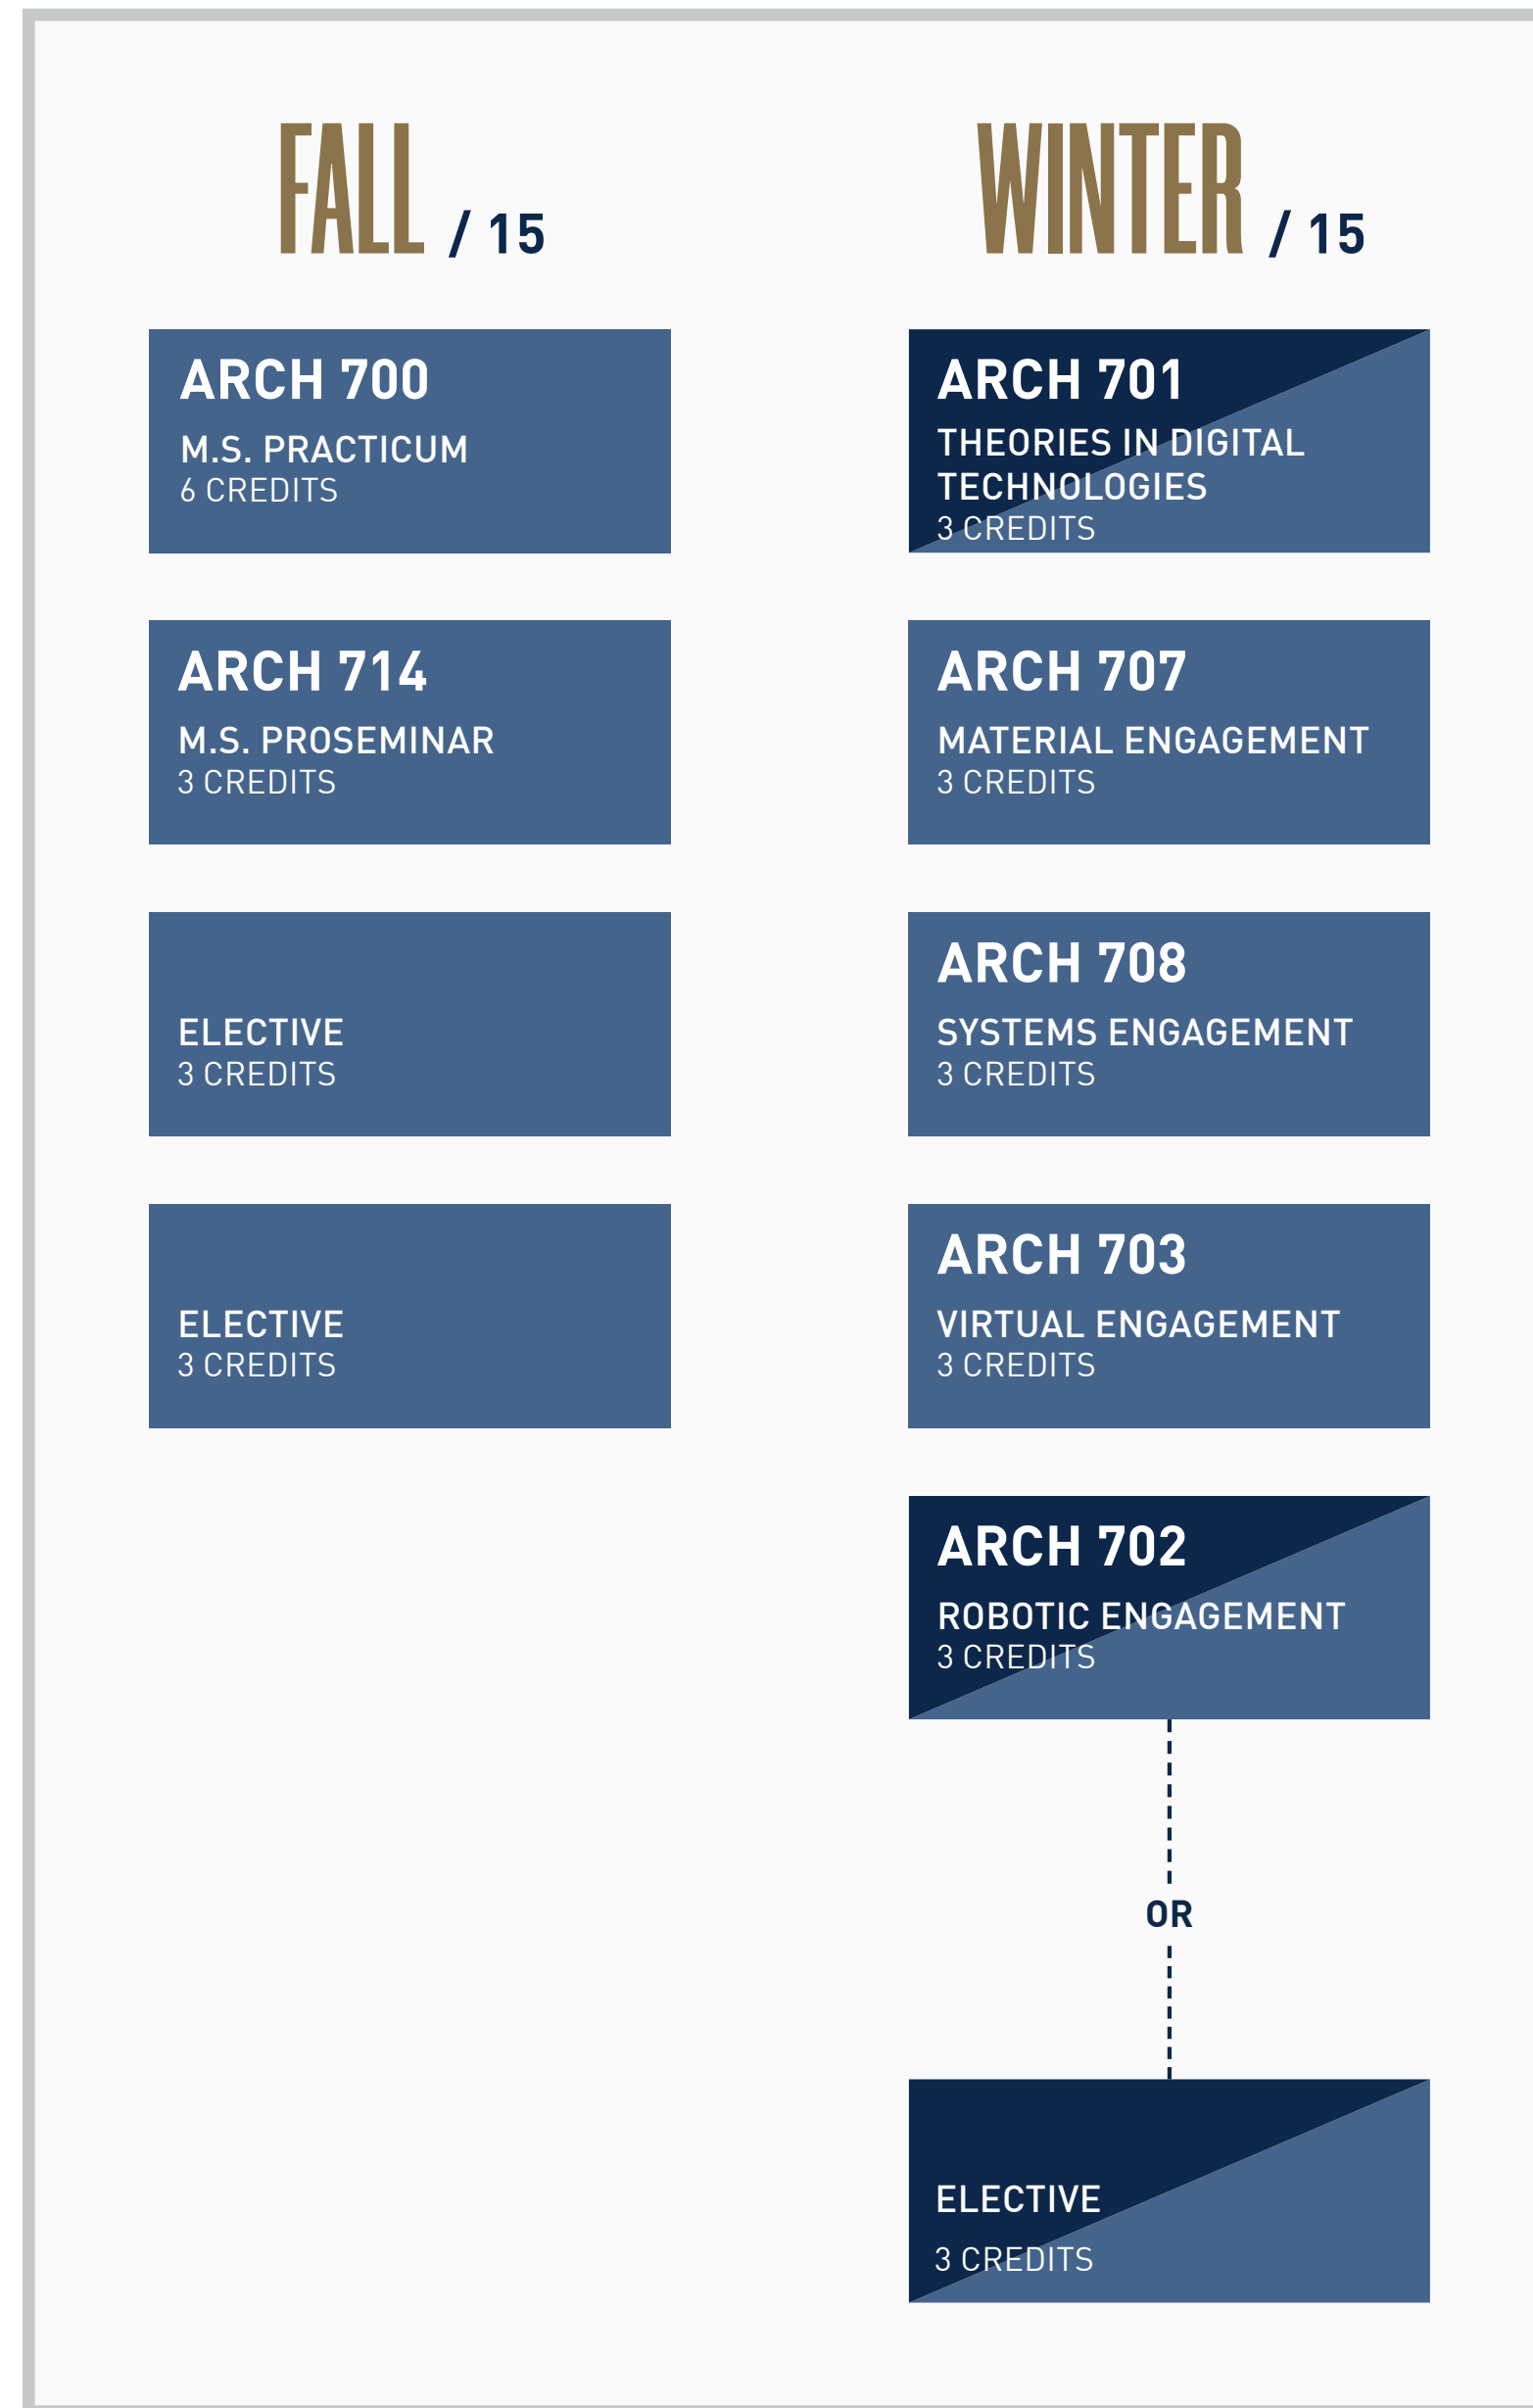 FALL / 15
ARCH 700
M.S. PRACTICUM
6 CREDITS
ARCH 714
M.S. PROSEMINAR
3 CREDITS
ELECTIVE
3 CREDITS
ELECTIVE
3 CREDITS
WINTER / 15
ARCH 701
THEORIES IN DIGITAL
TECHNOLOGIES
3 CREDITS
ARCH 707
MATERIAL ENGAGEMENT
3 CREDITS
ARCH 708
SYSTEMS ENGAGEMENT
3 CREDITS
ARCH 703
VIRTUAL ENGAGEMENT
3 CREDITS
ARCH 702
ROBOTIC ENGAGEMENT
3 CREDITS
OR
ELECTIVE
3 CREDITS